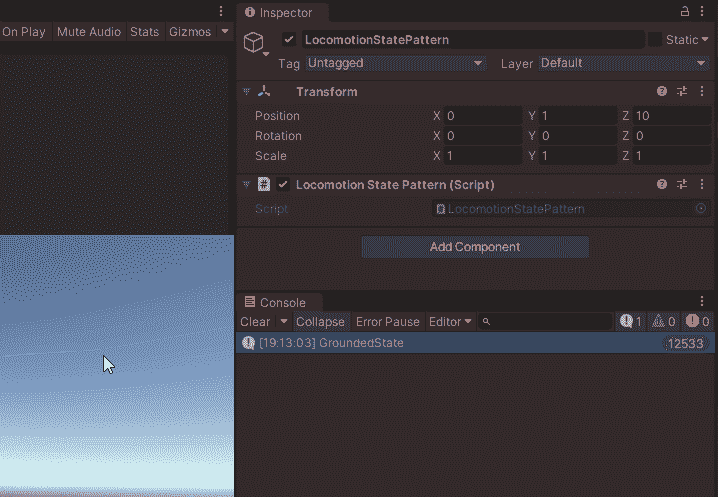 On Play Mute Audio Stats Gizmos
Inspector
LocomotionStatePattern Static
Tag Untagged Layer Default
Transform
Position X 0 Y 1 Z 10
Rotation X 0 Y 0 Z 0
Scale X 1 Y 1 Z 1
# Locomotion State Pattern (Script)
Script LocomotionStatePattern
Add Component
Console
Clear Collapse Error Pause Editor 1 0 0
[19:13:03] GroundedState 12533